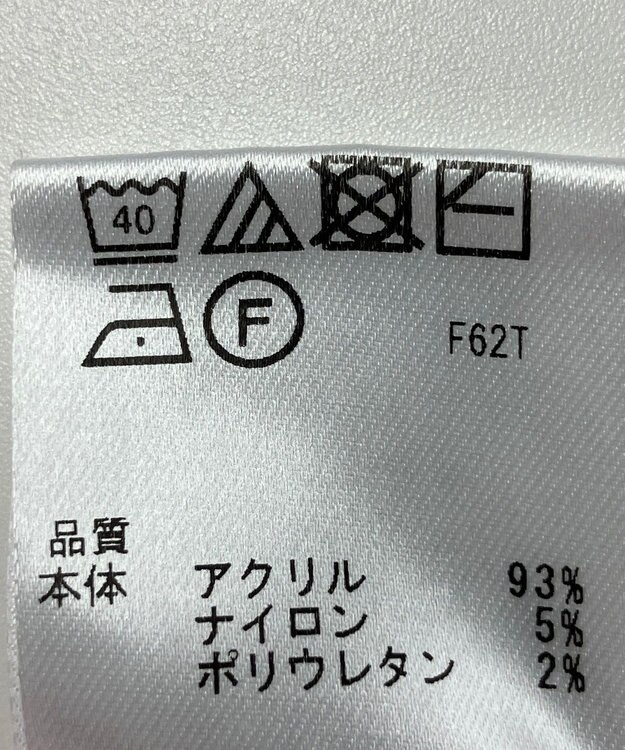 40
F
F62T
品質
本体 アクリル 93%
ナイロン 5%
ポリウレタン 2%